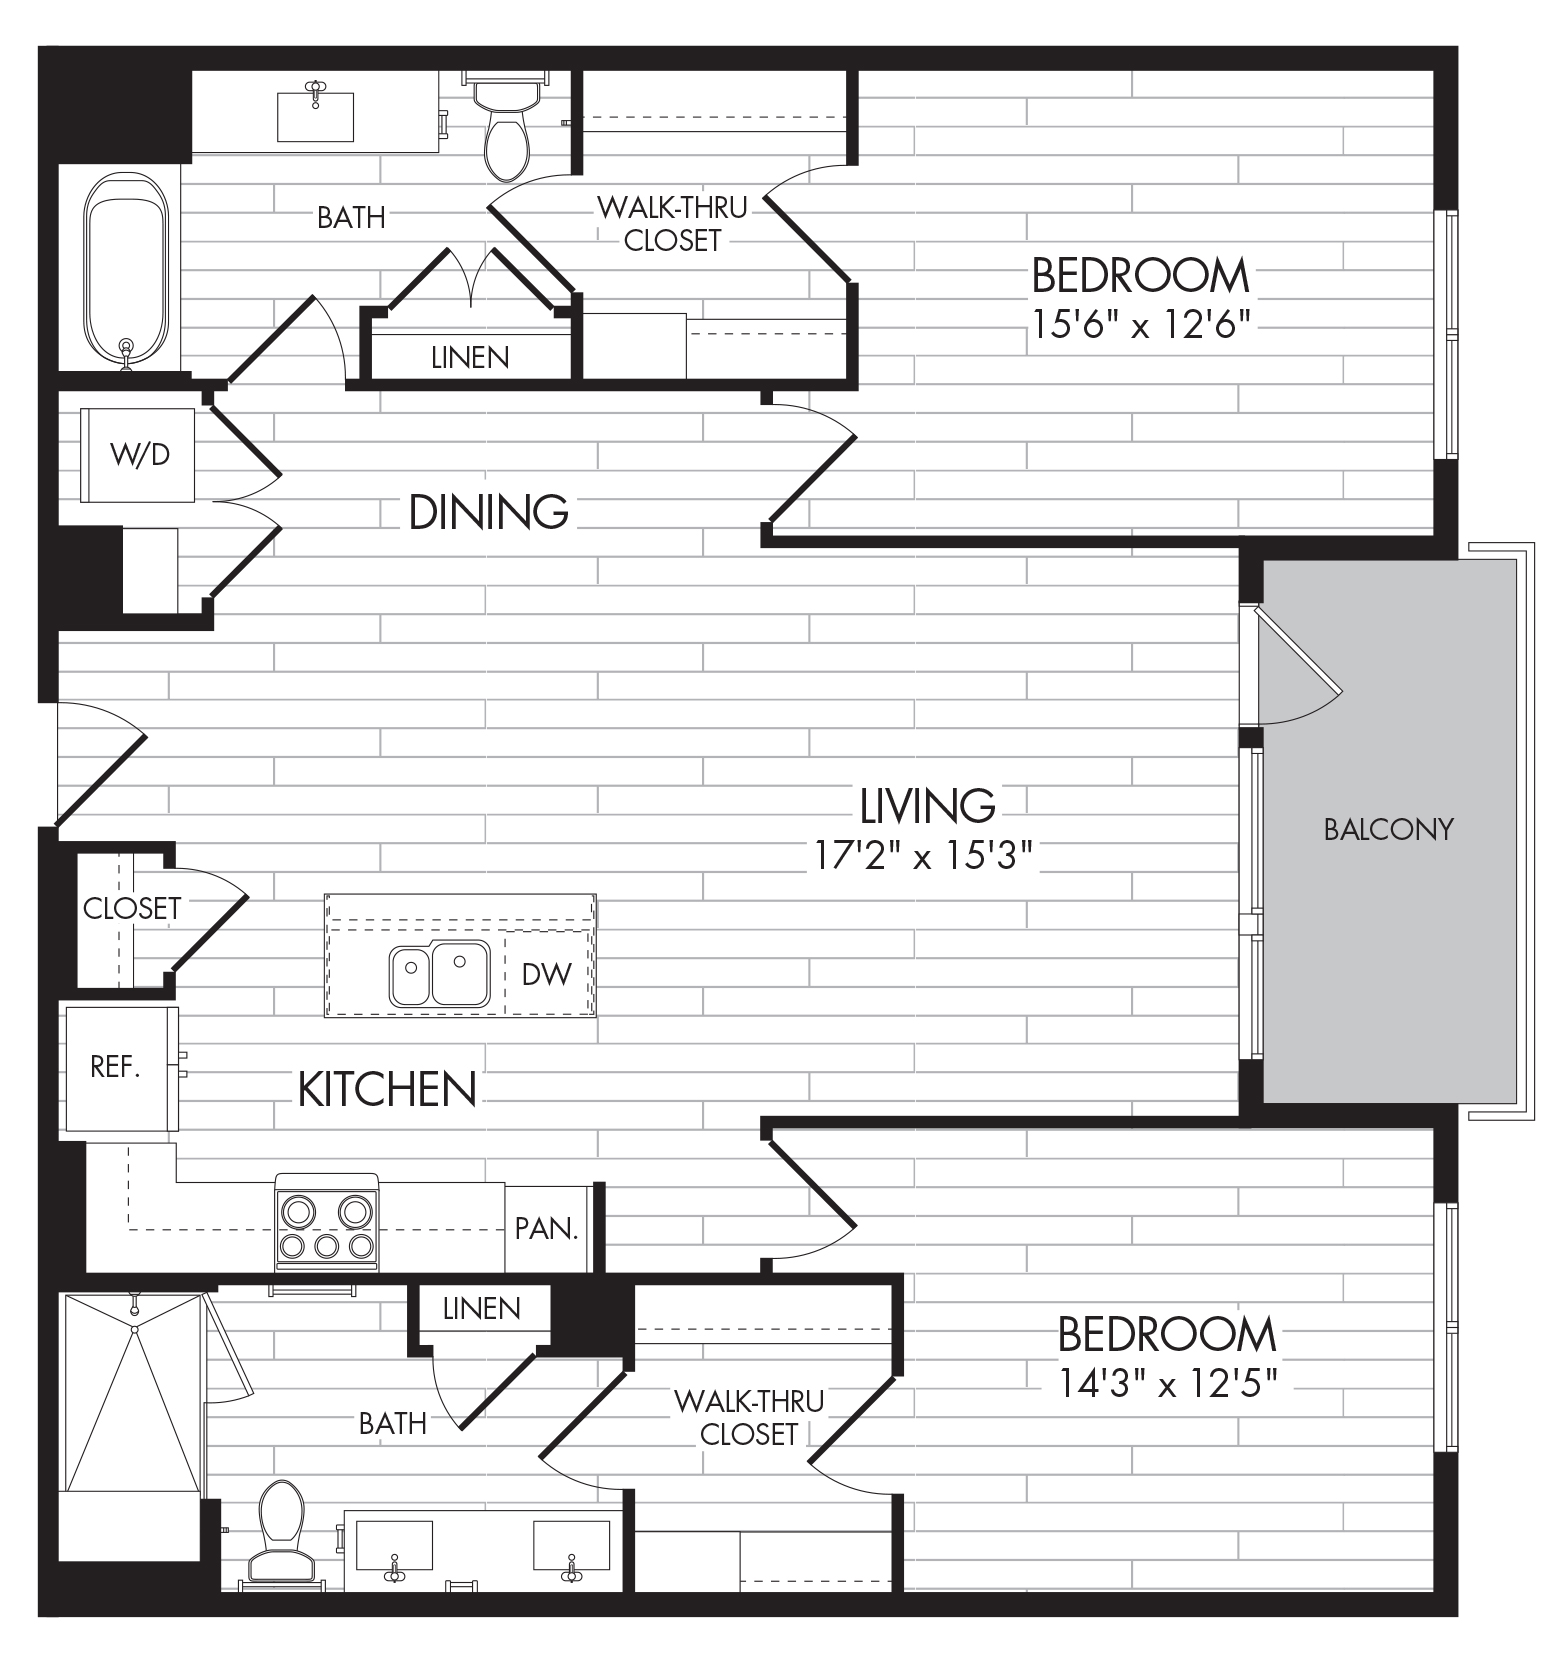 BATH
WALK-THRU
CLOSET
BEDROOM
15'6" x 12'6"
LINEN
W/D
DINING
LIVING
17'2" x 15'3"
BALCONY
CLOSET
DW
REF.
KITCHEN
PAN.
LINEN
BEDROOM
14'3" x 12'5"
WALK-THRU
CLOSET
BATH